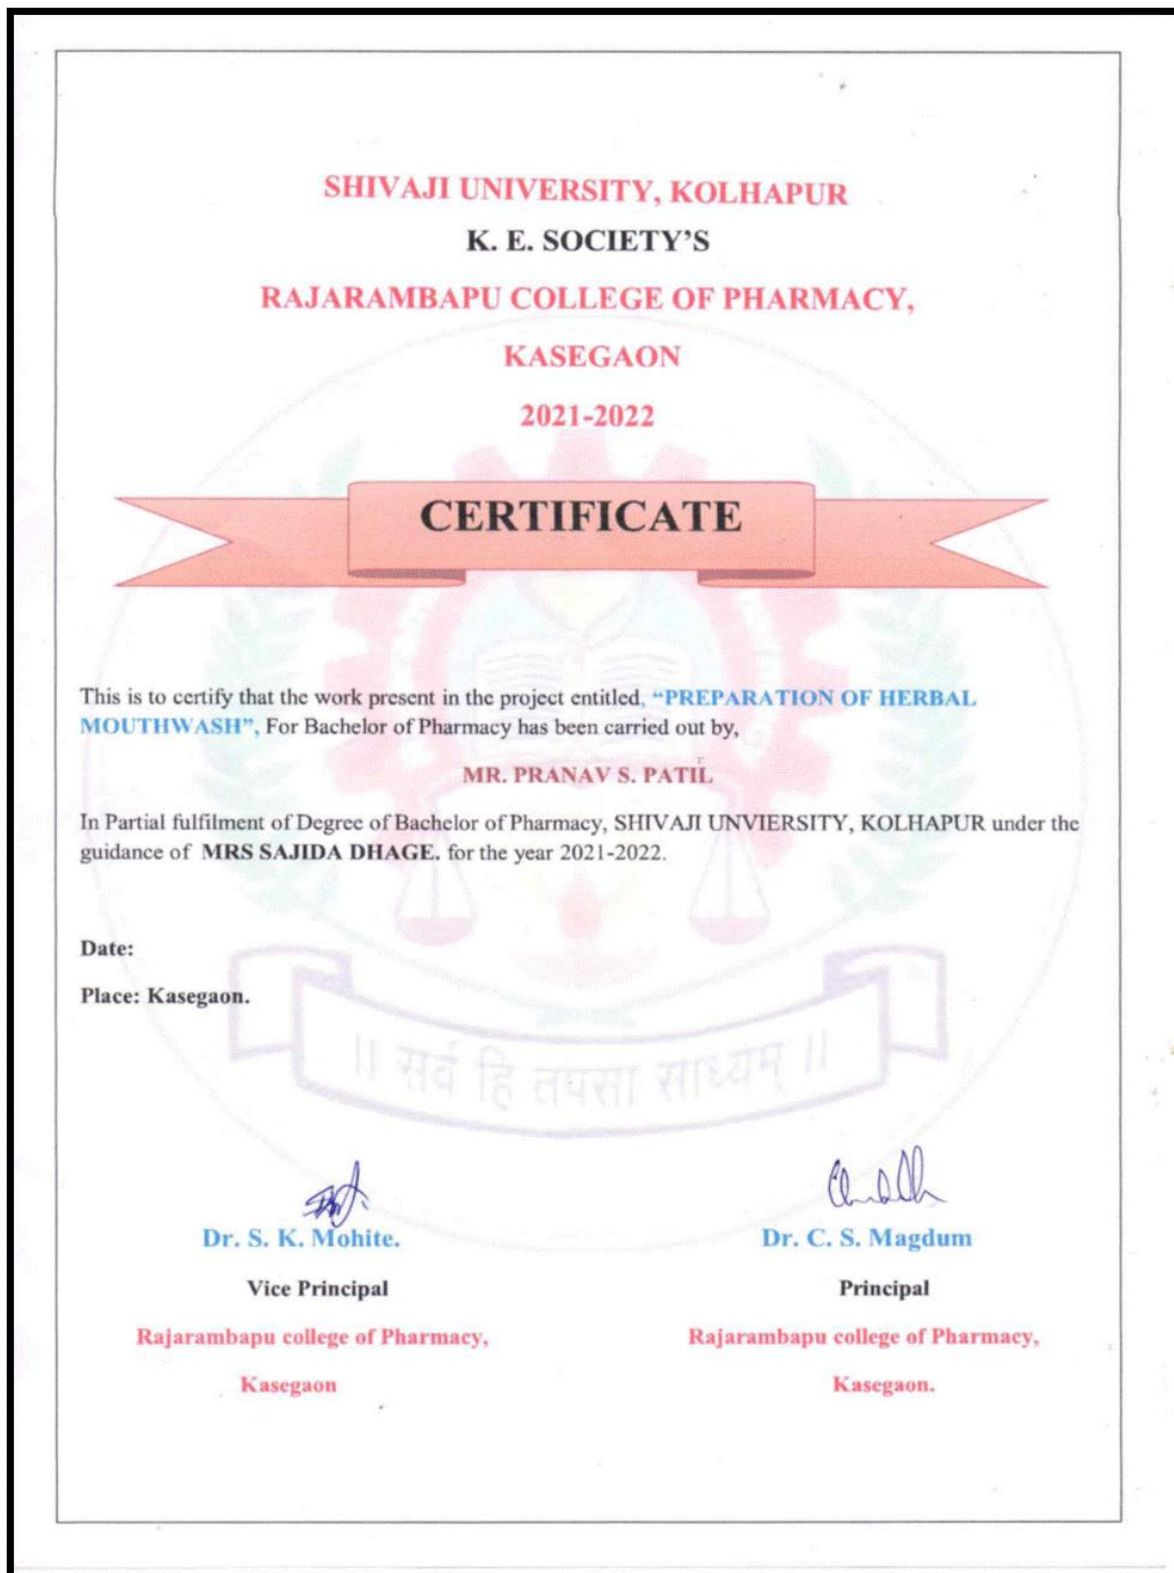 SHIVAJI UNIVERSITY, KOLHAPUR
K. E. SOCIETY'S
RAJARAMBAPU COLLEGE OF PHARMACY,
KASEGAON
2021-2022
CERTIFICATE
This is to certify that the work present in the project entitled, “PREPARATION OF HERBAL
MOUTHWASH”, For Bachelor of Pharmacy has been carried out by,
MR. PRANAV S. PATIL
In Partial fulfilment of Degree of Bachelor of Pharmacy, SHIVAJI UNVIERSITY, KOLHAPUR under the
guidance of MRS SAJIDA DHAGE. for the year 2021-2022.
Date:
Place: Kasegaon.
|| सर्व हि तपसा साध्यम् ||
Dr. S. K. Mohite.
Vice Principal
Rajarambapu college of Pharmacy,
Kasegaon
Dr. C. S. Magdum
Principal
Rajarambapu college of Pharmacy,
Kasegaon.